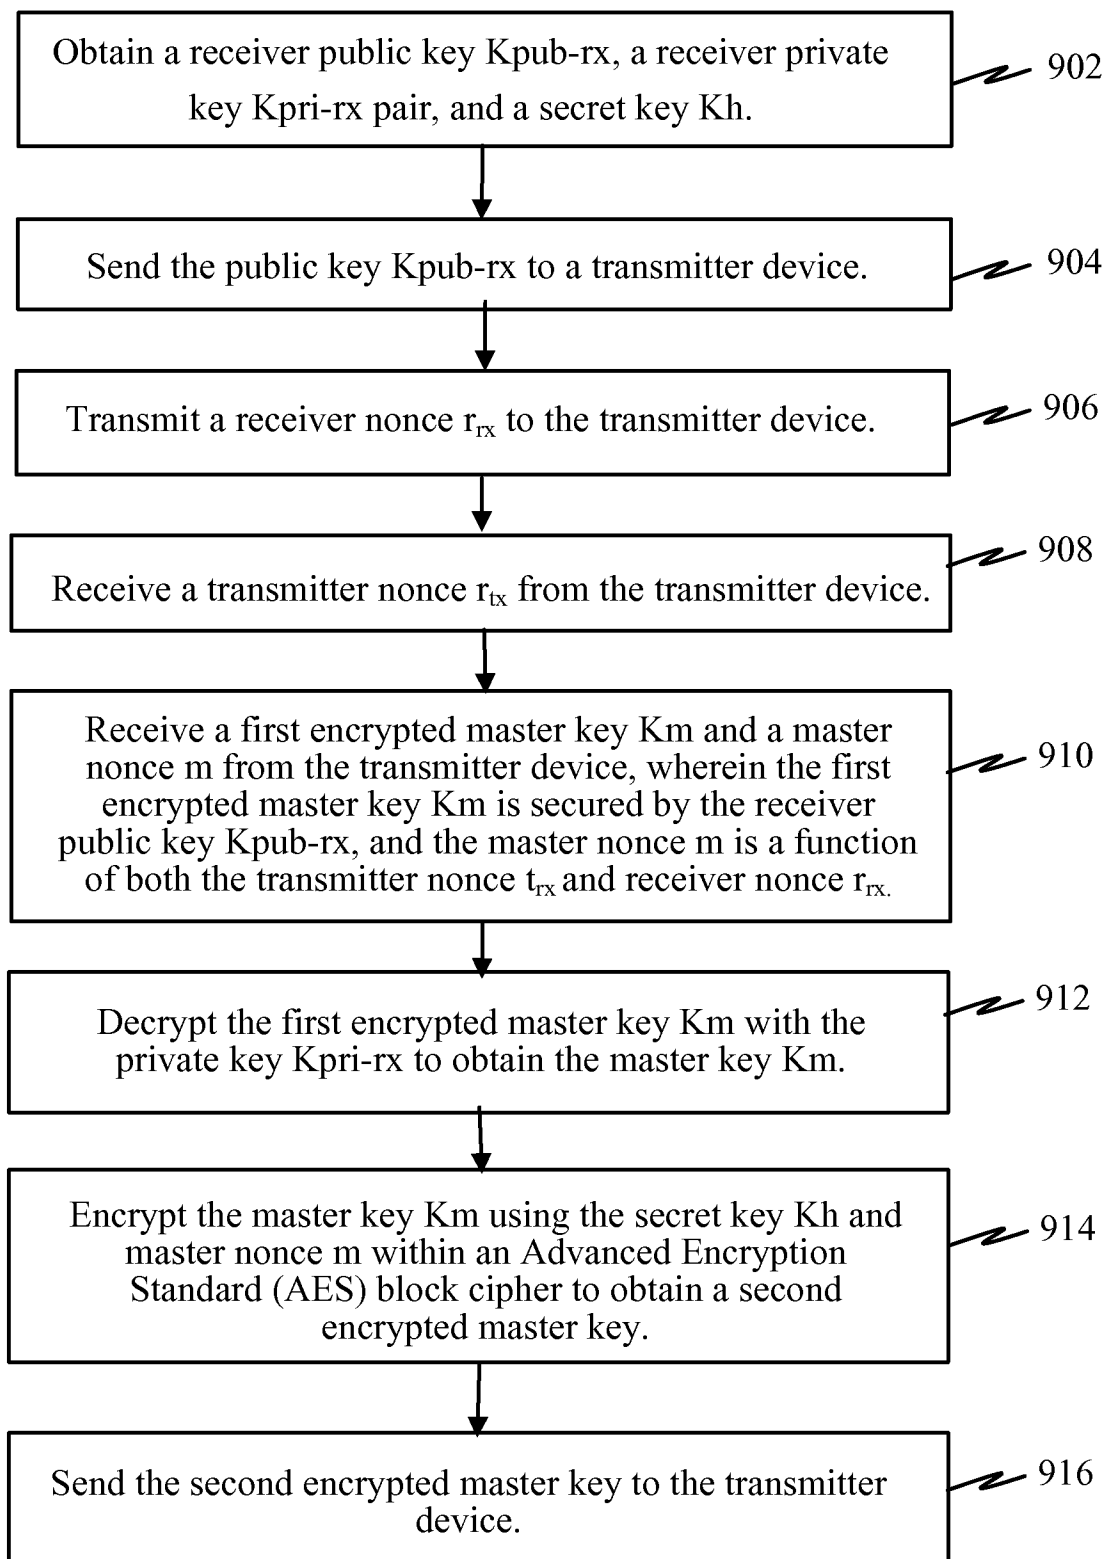 Obtain a receiver public key Kpub-rx, a receiver private
key Kpri-rx pair, and a secret key Kh.
902
Send the public key Kpub-rx to a transmitter device.
904
Transmit a receiver nonce r_rx to the transmitter device.
906
Receive a transmitter nonce r_tx from the transmitter device.
908
Receive a first encrypted master key Km and a master
nonce m from the transmitter device, wherein the first
encrypted master key Km is secured by the receiver
public key Kpub-rx, and the master nonce m is a function
of both the transmitter nonce t_rx and receiver nonce r_rx.
910
Decrypt the first encrypted master key Km with the
private key Kpri-rx to obtain the master key Km.
912
Encrypt the master key Km using the secret key Kh and
master nonce m within an Advanced Encryption
Standard (AES) block cipher to obtain a second
encrypted master key.
914
Send the second encrypted master key to the transmitter
device.
916